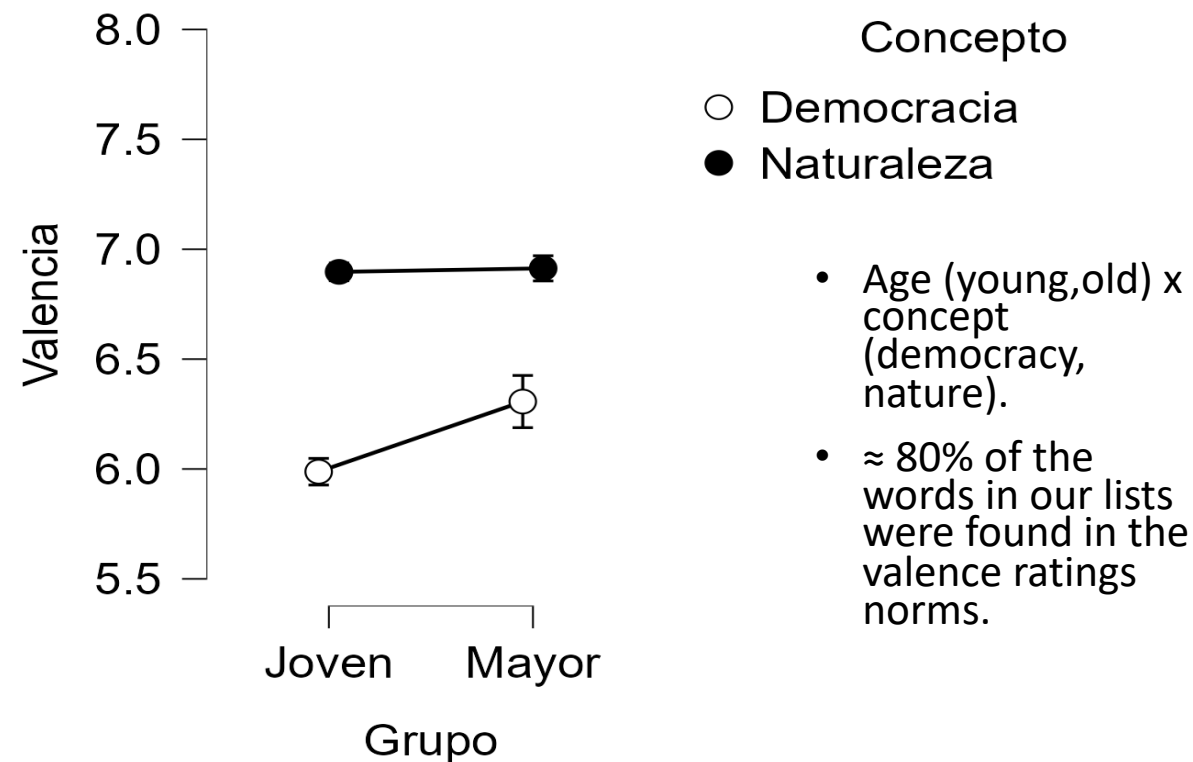 8.0
7.5
7.0
6.5
6.0
5.5
Valencia
Joven Mayor
Grupo
Concepto
Democracia
Naturaleza
• Age (young,old) x
concept
(democracy,
nature).
• ≈ 80% of the
words in our lists
were found in the
valence ratings
norms.